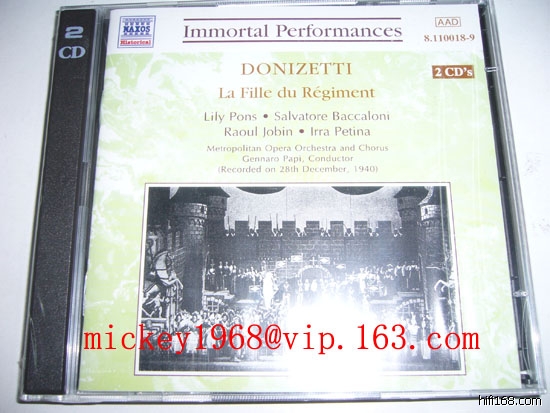 2
CD
NAXOS
Historical
Immortal Performances
AAD
8.110018-9
DONIZETTI
2 CD's
La Fille du Régiment
Lily Pons • Salvatore Baccaloni
Raoul Jobin • Irra Petina
Metropolitan Opera Orchestra and Chorus
Gennaro Papi, Conductor
(Recorded on 28th December, 1940)
mickey1968@vip.163.com
hifi168.com